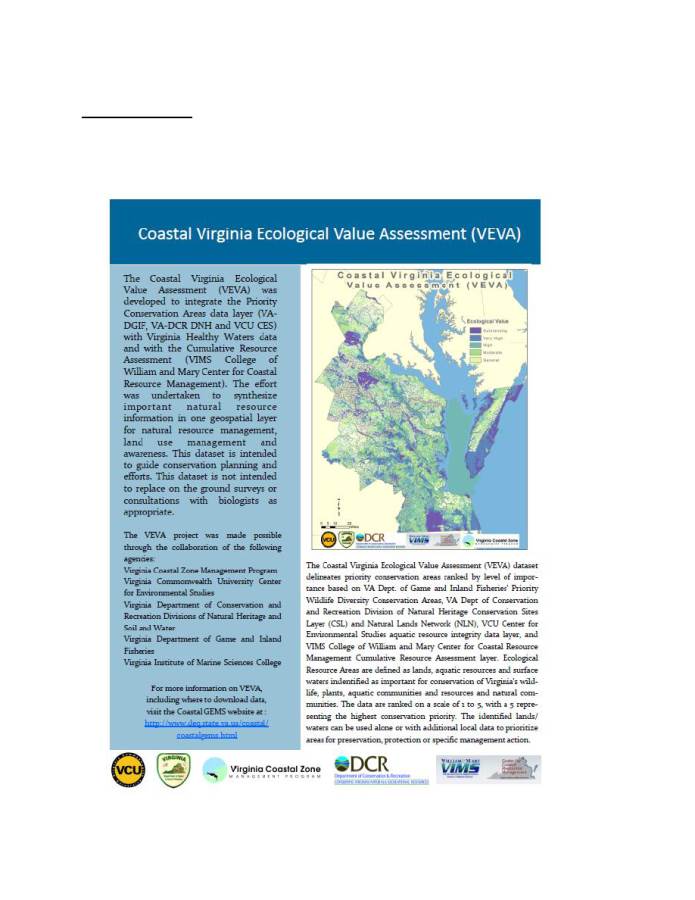 Coastal Virginia Ecological Value Assessment (VEVA)
The Coastal Virginia Ecological
Value Assessment (VEVA) was
developed to integrate the Priority
Conservation Areas data layer (VA-
DGIF, VA-DCR DNH and VCU CES)
with Virginia Healthy Waters data
and with the Cumulative Resource
Assessment (VIMS College of
William and Mary Center for Coastal
Resource Management). The effort
was undertaken to synthesize
important natural resource
information in one geospatial layer
for natural resource management,
land use management and
awareness. This dataset is intended
to guide conservation planning and
efforts. This dataset is not intended
to replace on the ground surveys or
consultations with biologists as
appropriate.
The VEVA project was made possible
through the collaboration of the following
agencies:
Virginia Coastal Zone Management Program
Virginia Commonwealth University Center
for Environmental Studies
Virginia Department of Conservation and
Recreation Divisions of Natural Heritage and
Soil and Water
Virginia Department of Game and Inland
Fisheries
Virginia Institute of Marine Sciences College
For more information on VEVA,
including where to download data,
visit the Coastal GEMS website at :
http://www.deq.state.va.us/coastal/
coastalgems.html
Coastal Virginia Ecological
Value Assessment (VEVA)
Ecological Value
Outstanding
Very High
High
Moderate
General
VCU
DCR
VIMS
Virginia Coastal Zone
The Coastal Virginia Ecological Value Assessment (VEVA) dataset
delineates priority conservation areas ranked by level of impor-
tance based on VA Dept. of Game and Inland Fisheries' Priority
Wildlife Diversity Conservation Areas, VA Dept of Conservation
and Recreation Division of Natural Heritage Conservation Sites
Layer (CSL) and Natural Lands Network (NLN), VCU Center for
Environmental Studies aquatic resource integrity data layer, and
VIMS College of William and Mary Center for Coastal Resource
Management Cumulative Resource Assessment layer. Ecological
Resource Areas are defined as lands, aquatic resources and surface
waters indentified as important for conservation of Virginia's wild-
life, plants, aquatic communities and resources and natural com-
munities. The data are ranked on a scale of 1 to 5, with a 5 repre-
senting the highest conservation priority. The identified lands/
waters can be used alone or with additional local data to prioritize
areas for preservation, protection or specific management action.
VCU
VIRGINIA
Virginia Coastal Zone
MANAGEMENT PROGRAM
DCR
Department of Conservation & Recreation
WILLIAM & MARY
VIMS